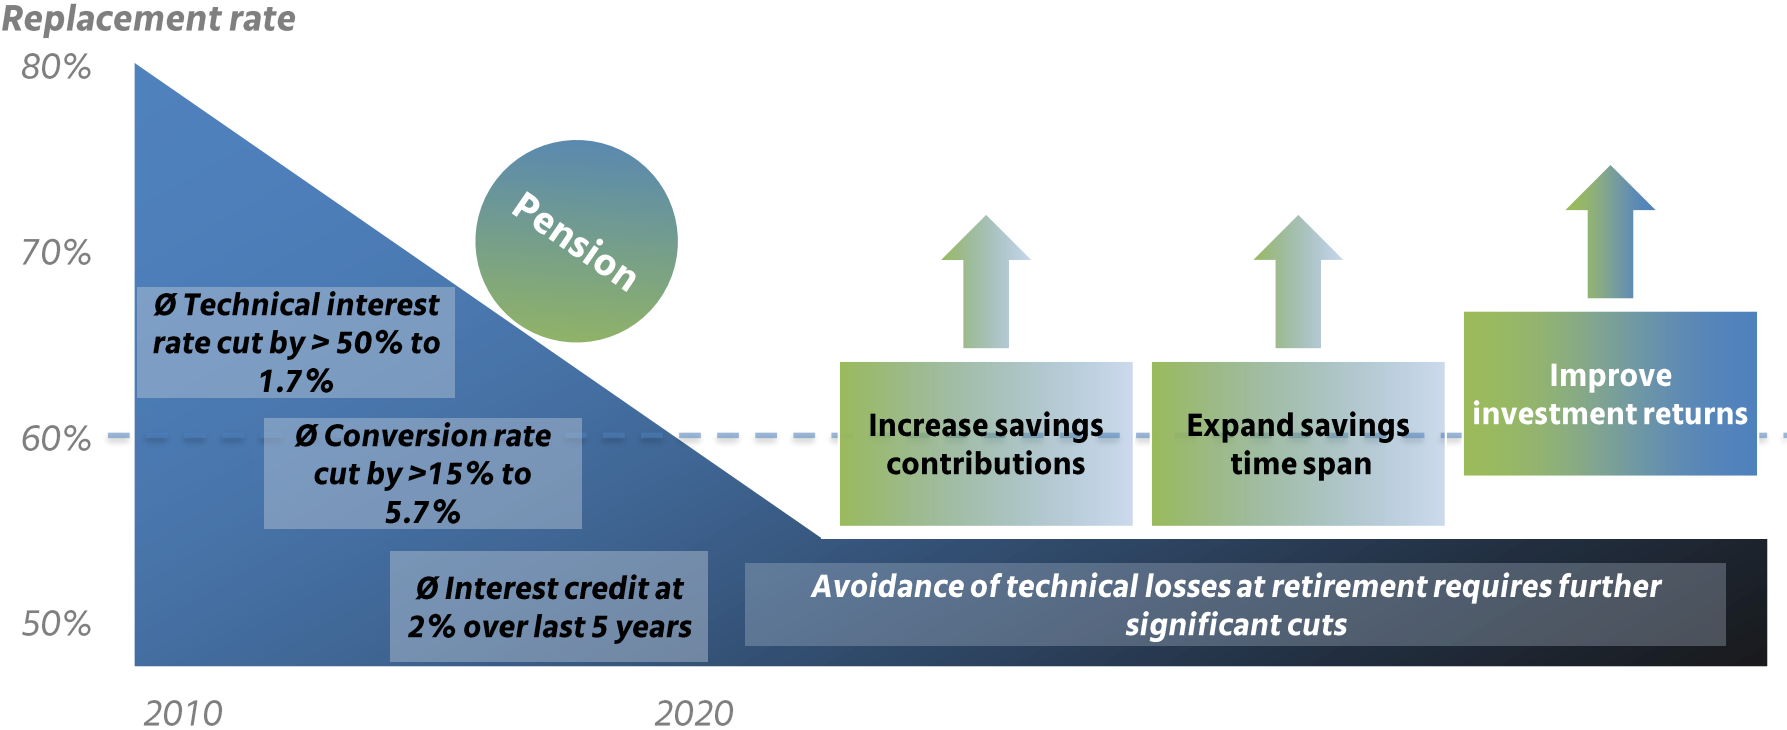 Replacement rate
80%
70%
60%
50%
Pension
Ø Technical interest
rate cut by > 50% to
1.7%
Ø Conversion rate
cut by >15% to
5.7%
Ø Interest credit at
2% over last 5 years
Increase savings
contributions
Expand savings
time span
Improve
investment returns
Avoidance of technical losses at retirement requires further
significant cuts
2010
2020